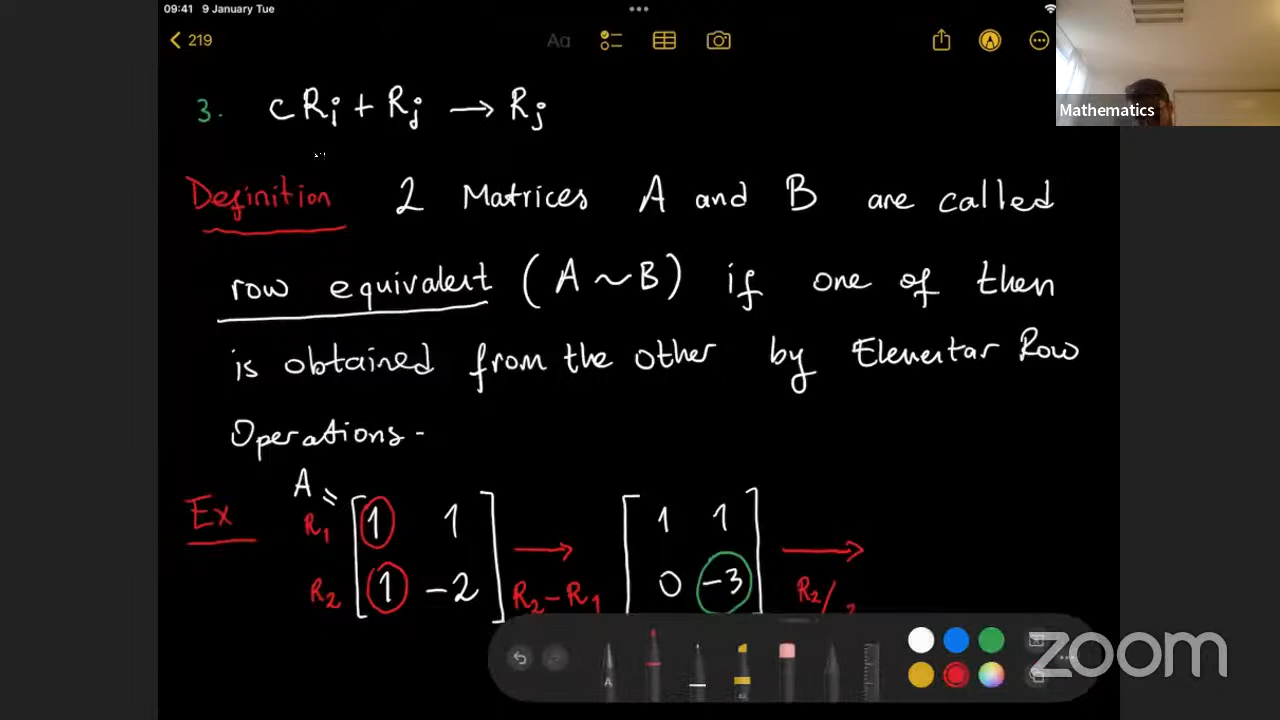 09:41 9 January Tue
219
Aa
Mathematics
3. cRi + Rj → Rj
Definition 2 Matrices A and B are called
row equivalent (A ~ B) if one of then
is obtained from the other by Elementar Row
Operations.
Ex A =
R1 [1 1] → [1 1] →
R2 [1 -2] R2-R1 [0 -3] R2/
A
zoom